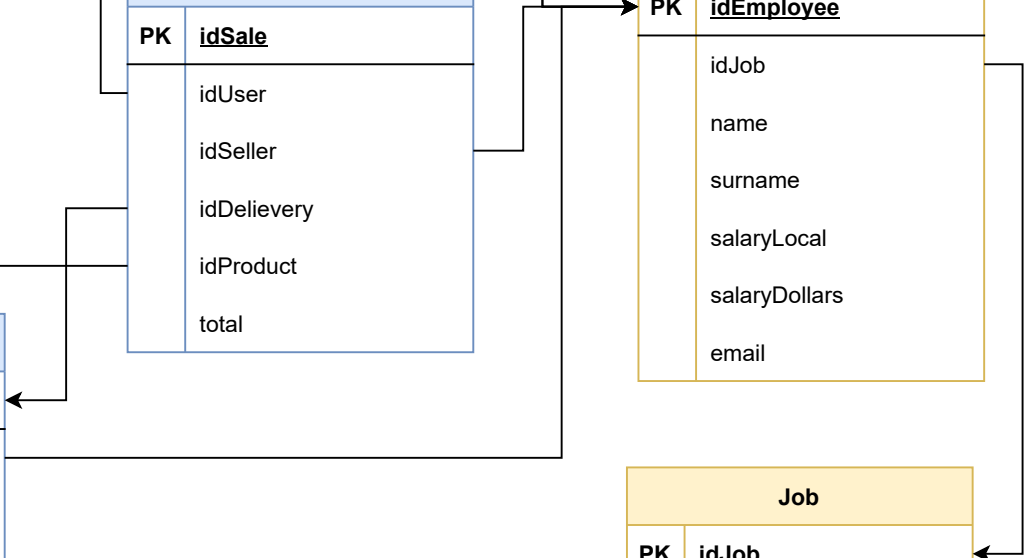 PK idSale
idUser
idSeller
idDelievery
idProduct
total
PK idEmployee
idJob
name
surname
salaryLocal
salaryDollars
email
Job
PK idJob